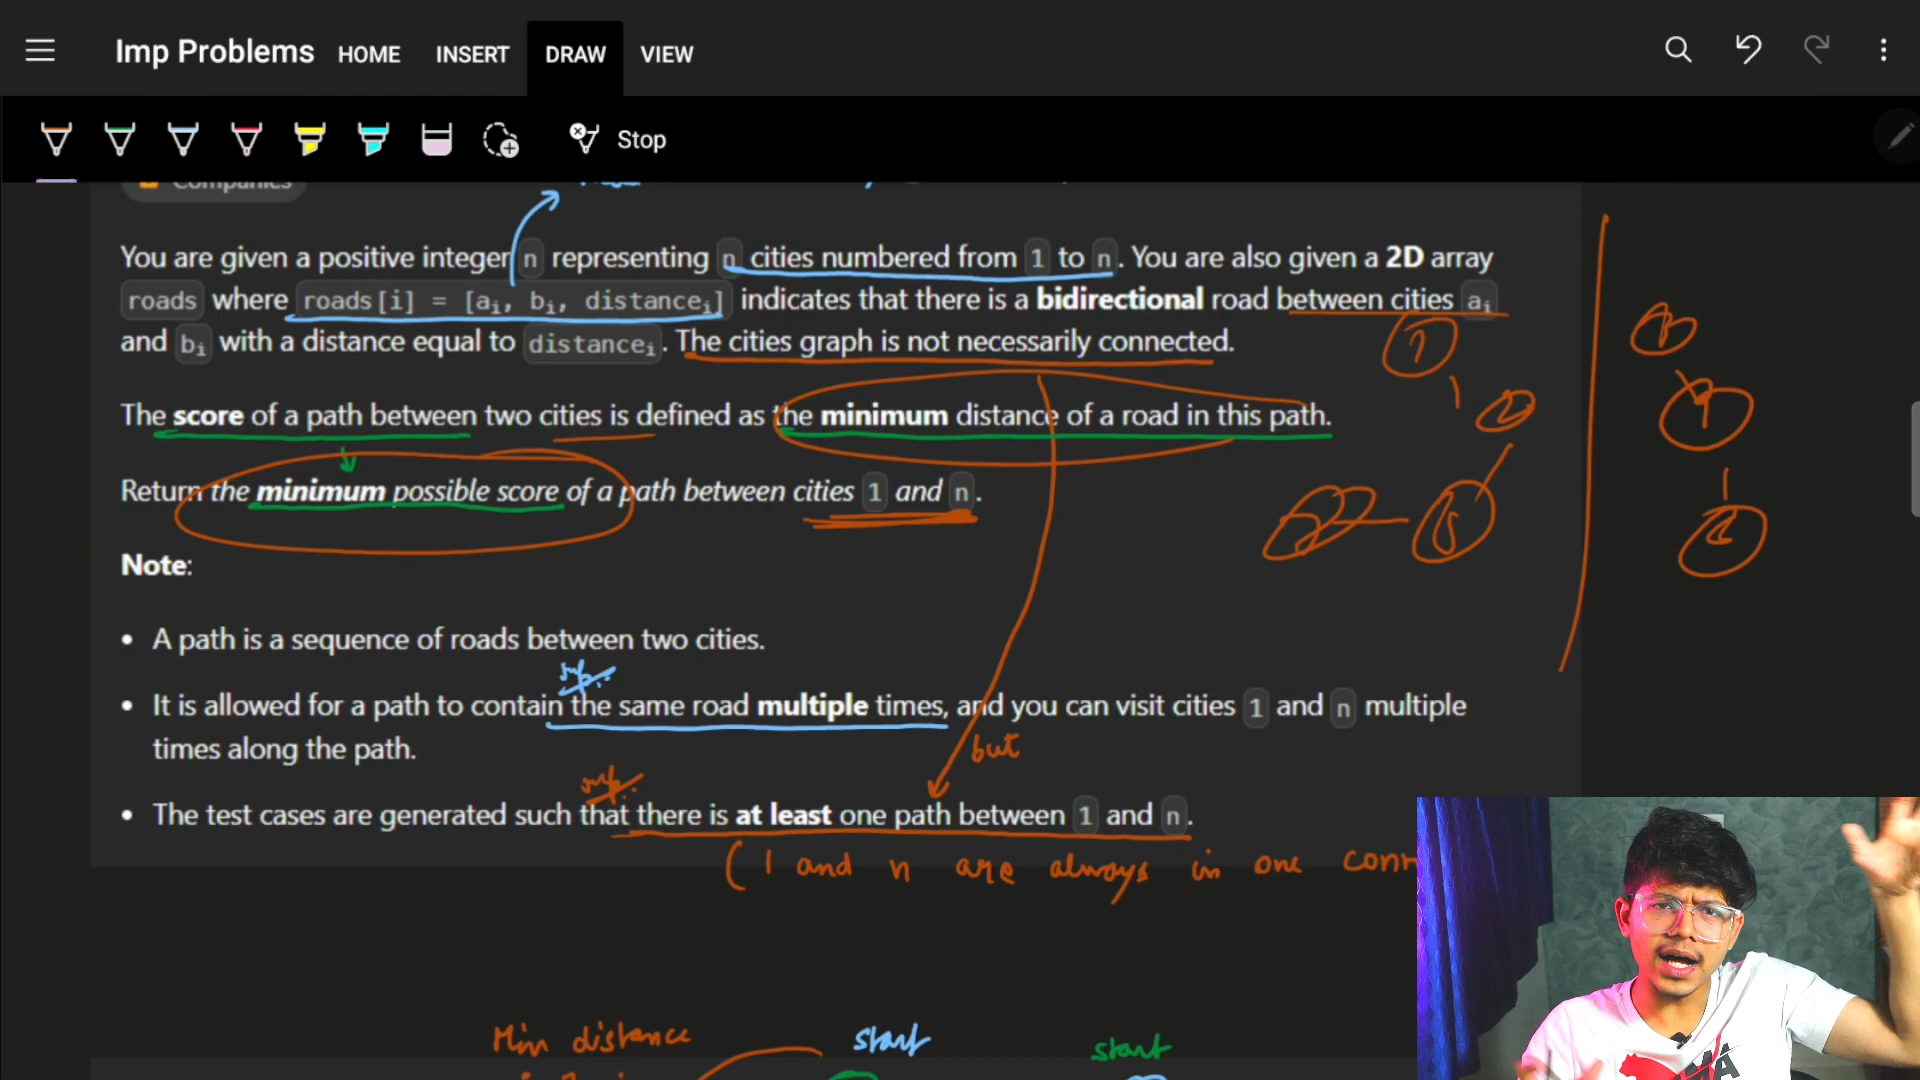 Imp Problems HOME INSERT DRAW VIEW
Stop
Companies
You are given a positive integer n representing n cities numbered from 1 to n. You are also given a 2D array
roads where roads[i] = [aᵢ, bᵢ, distanceᵢ] indicates that there is a bidirectional road between cities aᵢ
and bᵢ with a distance equal to distanceᵢ. The cities graph is not necessarily connected.
The score of a path between two cities is defined as the minimum distance of a road in this path.
Return the minimum possible score of a path between cities 1 and n.
Note:
• A path is a sequence of roads between two cities.
imp..
• It is allowed for a path to contain the same road multiple times, and you can visit cities 1 and n multiple
times along the path.
but
imp..
• The test cases are generated such that there is at least one path between 1 and n.
( 1 and n are always in one conn
Min distance
start
start